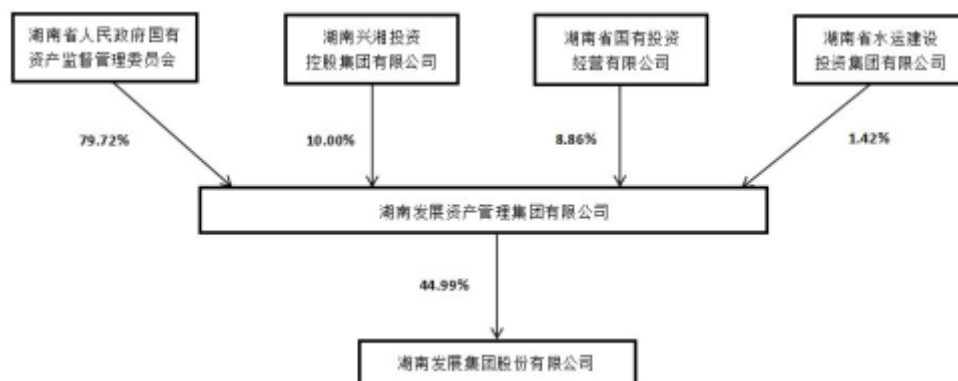 湖南省人民政府国有
资产监督管理委员会
湖南兴湘投资
控股集团有限公司
湖南省国有投资
经营有限公司
湖南省水运建设
投资集团有限公司
79.72%
10.00%
8.86%
1.42%
湖南发展资产管理集团有限公司
44.99%
湖南发展集团股份有限公司